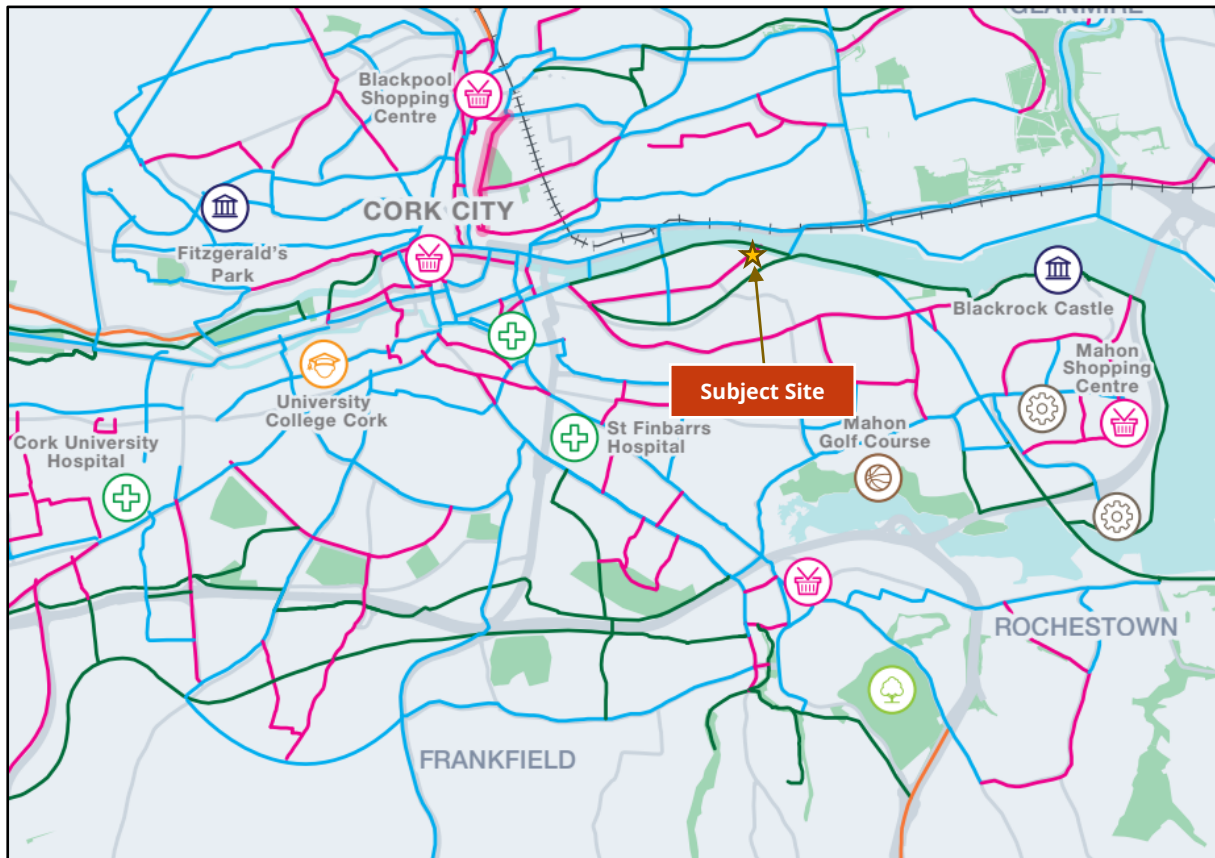 GLANMIRE
Blackpool
Shopping
Centre
CORK CITY
Fitzgerald's
Park
Blackrock Castle
Mahon
Shopping
Centre
Subject Site
University
College Cork
St Finbarrs
Hospital
Mahon
Golf Course
Cork University
Hospital
ROCHESTOWN
FRANKFIELD